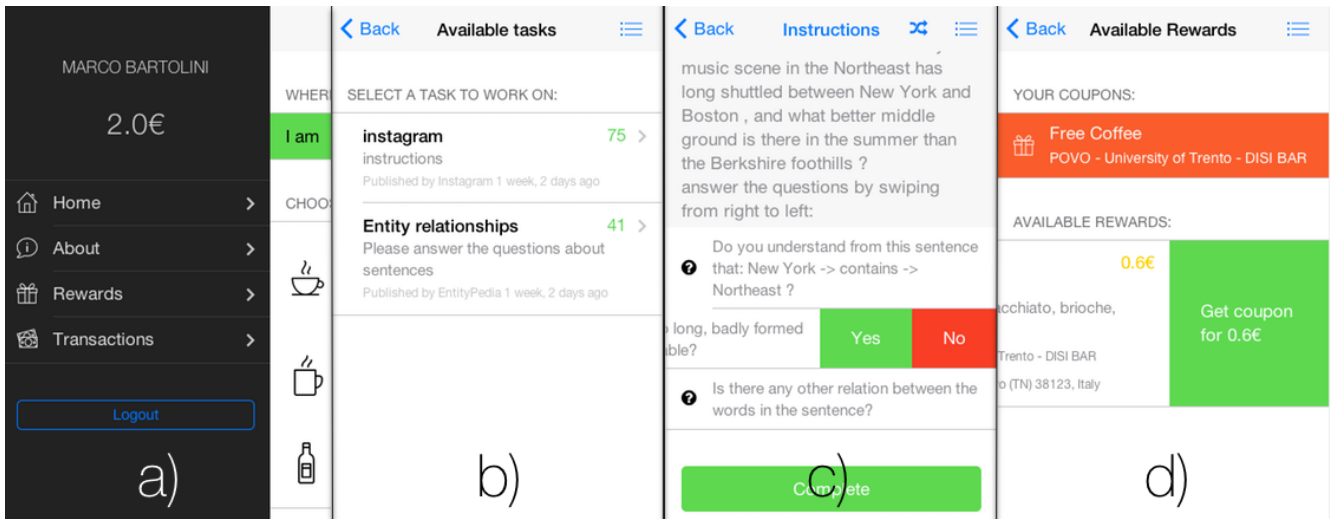 MARCO BARTOLINI
2.0€
Home
About
Rewards
Transactions
Logout
a)
WHER
I am
CHOO
Back Available tasks
SELECT A TASK TO WORK ON:
instagram 75
instructions
Published by Instagram 1 week, 2 days ago
Entity relationships 41
Please answer the questions about
sentences
Published by EntityPedia 1 week, 2 days ago
b)
Back Instructions
music scene in the Northeast has
long shuttled between New York and
Boston , and what better middle
ground is there in the summer than
the Berkshire foothills ?
answer the questions by swiping
from right to left:
Do you understand from this sentence
that: New York -> contains ->
Northeast ?
long, badly formed
able?
Yes No
Is there any other relation between the
words in the sentence?
Complete
c)
Back Available Rewards
YOUR COUPONS:
Free Coffee
POVO - University of Trento - DISI BAR
AVAILABLE REWARDS:
0.6€
acchiato, brioche,
Trento - DISI BAR
o (TN) 38123, Italy
Get coupon
for 0.6€
d)